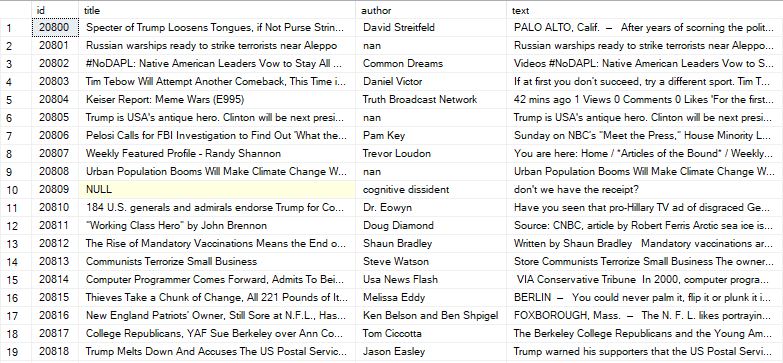 id title author text
1 20800 Specter of Trump Loosens Tongues, if Not Purse Strin... David Streitfeld PALO ALTO, Calif. – After years of scorning the polit...
2 20801 Russian warships ready to strike terrorists near Aleppo nan Russian warships ready to strike terrorists near Aleppo...
3 20802 #NoDAPL: Native American Leaders Vow to Stay All ... Common Dreams Videos #NoDAPL: Native American Leaders Vow to S...
4 20803 Tim Tebow Will Attempt Another Comeback, This Time i... Daniel Victor If at first you don't succeed, try a different sport. Tim T...
5 20804 Keiser Report: Meme Wars (E995) Truth Broadcast Network 42 mins ago 1 Views 0 Comments 0 Likes 'For the first...
6 20805 Trump is USA's antique hero. Clinton will be next presi... nan Trump is USA's antique hero. Clinton will be next presi...
7 20806 Pelosi Calls for FBI Investigation to Find Out 'What the... Pam Key Sunday on NBC's "Meet the Press," House Minority L...
8 20807 Weekly Featured Profile - Randy Shannon Trevor Loudon You are here: Home / *Articles of the Bound* / Weekly...
9 20808 Urban Population Booms Will Make Climate Change W... nan Urban Population Booms Will Make Climate Change W...
10 20809 NULL cognitive dissident don't we have the receipt?
11 20810 184 U.S. generals and admirals endorse Trump for Co... Dr. Eowyn Have you seen that pro-Hillary TV ad of disgraced Ge...
12 20811 "Working Class Hero" by John Brennon Doug Diamond Source: CNBC, article by Robert Ferris Arctic sea ice is...
13 20812 The Rise of Mandatory Vaccinations Means the End o... Shaun Bradley Written by Shaun Bradley Mandatory vaccinations ar...
14 20813 Communists Terrorize Small Business Steve Watson Store Communists Terrorize Small Business The owner...
15 20814 Computer Programmer Comes Forward, Admits To Bei... Usa News Flash VIA Conservative Tribune In 2000, computer progra...
16 20815 Thieves Take a Chunk of Change, All 221 Pounds of It... Melissa Eddy BERLIN – You could never palm it, flip it or plunk it i...
17 20816 New England Patriots' Owner, Still Sore at N.F.L., Has... Ken Belson and Ben Shpigel FOXBOROUGH, Mass. – The N. F. L. likes portrayin...
18 20817 College Republicans, YAF Sue Berkeley over Ann Co... Tom Ciccotta The Berkeley College Republicans and the Young Am...
19 20818 Trump Melts Down And Accuses The US Postal Servic... Jason Easley Trump warned his supporters that the US Postal Servic...